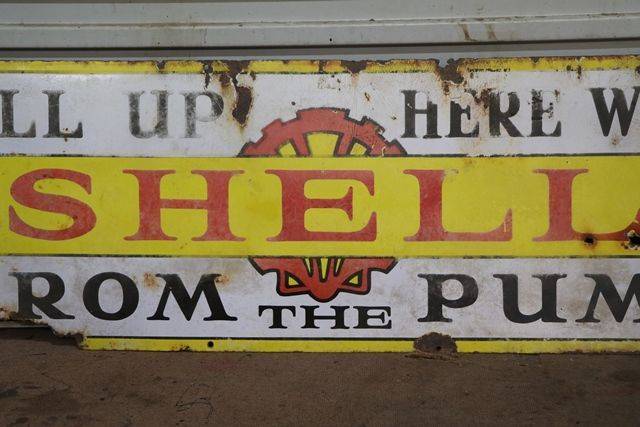 LL UP HERE W
SHELL
ROM THE PUM